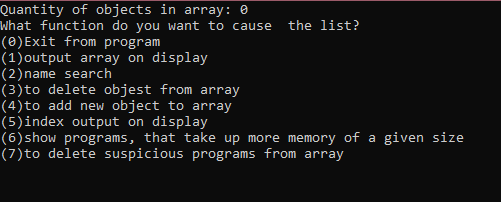 Quantity of objects in array: 0
What function do you want to cause  the list?
(0)Exit from program
(1)output array on display
(2)name search
(3)to delete objest from array
(4)to add new object to array
(5)index output on display
(6)show programs, that take up more memory of a given size
(7)to delete suspicious programs from array